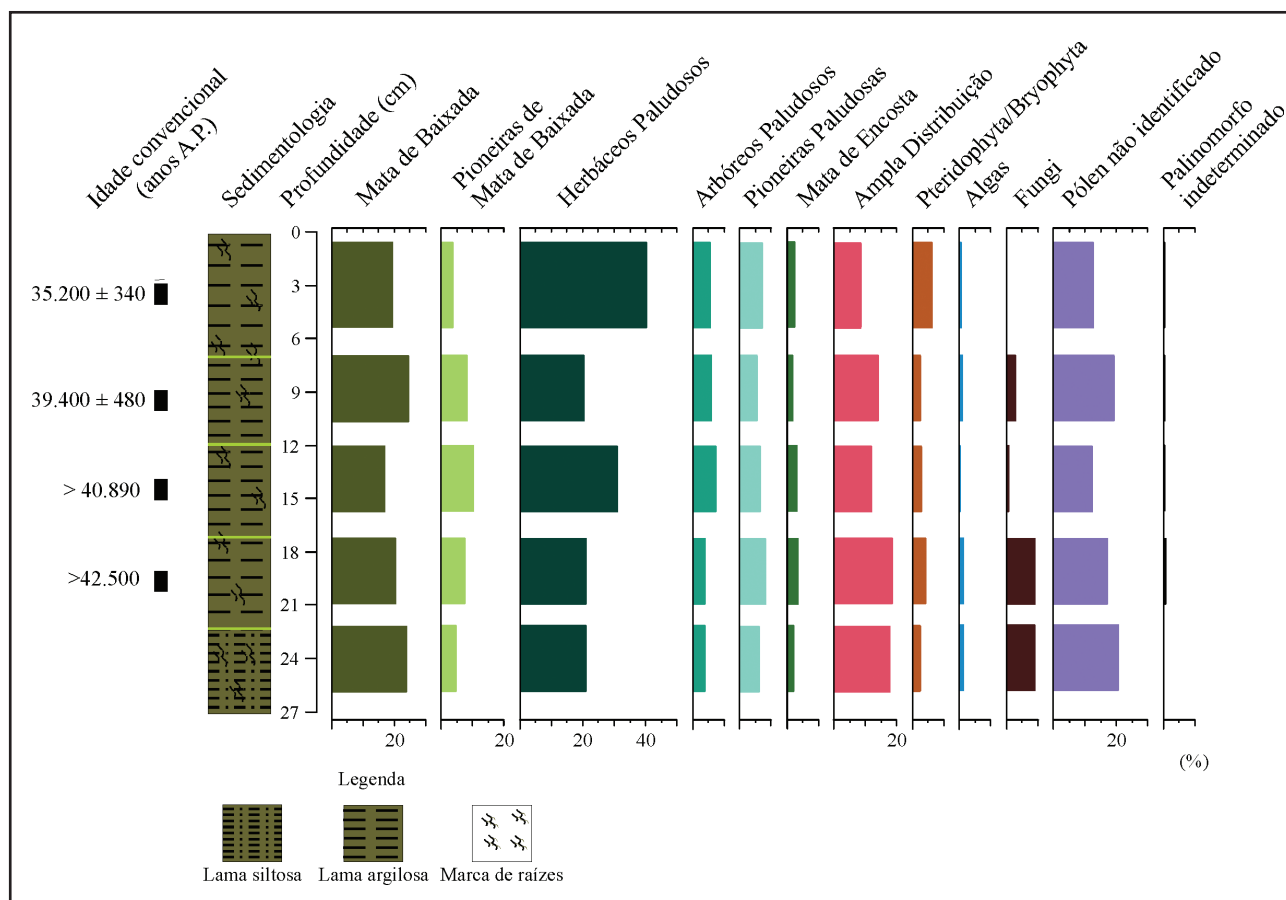 Idade convencional
(anos A.P.)
Sedimentologia
Profundidade (cm)
Mata de Baixada
Pioneiras de
Mata de Baixada
Herbáceos Paludosos
Arbóreos Paludosos
Pioneiras Paludosas
Mata de Encosta
Ampla Distribuição
Pteridophyta/Bryophyta
Algas
Fungi
Pólen não identificado
Palinomorfo
indeterminado
0
35.200 ± 340
3
6
39.400 ± 480
9
12
> 40.890
15
18
>42.500
21
24
27
20
20
20
40
20
20
(%)
Legenda
Lama siltosa
Lama argilosa
Marca de raízes